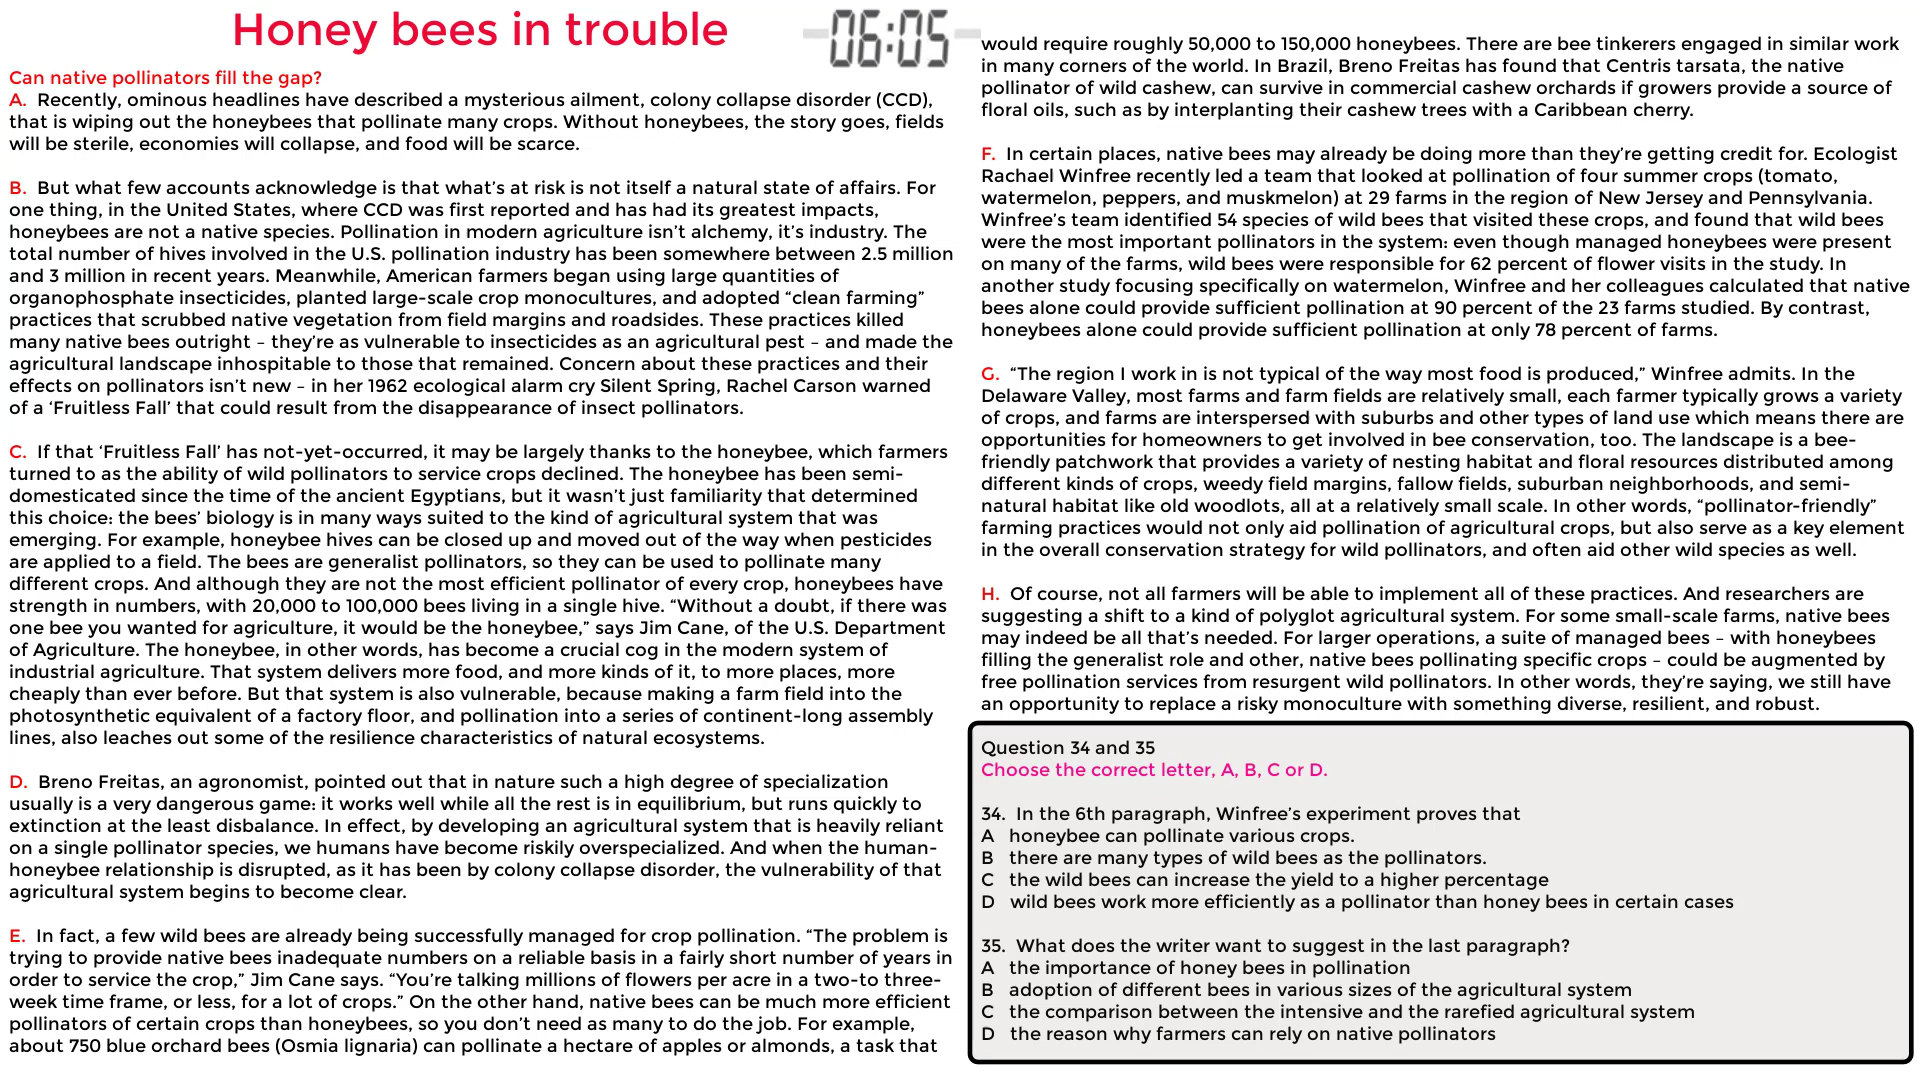 Honey bees in trouble
06:05
Can native pollinators fill the gap?
A. Recently, ominous headlines have described a mysterious ailment, colony collapse disorder (CCD),
that is wiping out the honeybees that pollinate many crops. Without honeybees, the story goes, fields
will be sterile, economies will collapse, and food will be scarce.
B. But what few accounts acknowledge is that what’s at risk is not itself a natural state of affairs. For
one thing, in the United States, where CCD was first reported and has had its greatest impacts,
honeybees are not a native species. Pollination in modern agriculture isn’t alchemy, it’s industry. The
total number of hives involved in the U.S. pollination industry has been somewhere between 2.5 million
and 3 million in recent years. Meanwhile, American farmers began using large quantities of
organophosphate insecticides, planted large-scale crop monocultures, and adopted “clean farming”
practices that scrubbed native vegetation from field margins and roadsides. These practices killed
many native bees outright – they’re as vulnerable to insecticides as an agricultural pest – and made the
agricultural landscape inhospitable to those that remained. Concern about these practices and their
effects on pollinators isn’t new – in her 1962 ecological alarm cry Silent Spring, Rachel Carson warned
of a ‘Fruitless Fall’ that could result from the disappearance of insect pollinators.
C. If that ‘Fruitless Fall’ has not-yet-occurred, it may be largely thanks to the honeybee, which farmers
turned to as the ability of wild pollinators to service crops declined. The honeybee has been semi-
domesticated since the time of the ancient Egyptians, but it wasn’t just familiarity that determined
this choice: the bees’ biology is in many ways suited to the kind of agricultural system that was
emerging. For example, honeybee hives can be closed up and moved out of the way when pesticides
are applied to a field. The bees are generalist pollinators, so they can be used to pollinate many
different crops. And although they are not the most efficient pollinator of every crop, honeybees have
strength in numbers, with 20,000 to 100,000 bees living in a single hive. “Without a doubt, if there was
one bee you wanted for agriculture, it would be the honeybee,” says Jim Cane, of the U.S. Department
of Agriculture. The honeybee, in other words, has become a crucial cog in the modern system of
industrial agriculture. That system delivers more food, and more kinds of it, to more places, more
cheaply than ever before. But that system is also vulnerable, because making a farm field into the
photosynthetic equivalent of a factory floor, and pollination into a series of continent-long assembly
lines, also leaches out some of the resilience characteristics of natural ecosystems.
D. Breno Freitas, an agronomist, pointed out that in nature such a high degree of specialization
usually is a very dangerous game: it works well while all the rest is in equilibrium, but runs quickly to
extinction at the least disbalance. In effect, by developing an agricultural system that is heavily reliant
on a single pollinator species, we humans have become riskily overspecialized. And when the human-
honeybee relationship is disrupted, as it has been by colony collapse disorder, the vulnerability of that
agricultural system begins to become clear.
E. In fact, a few wild bees are already being successfully managed for crop pollination. “The problem is
trying to provide native bees inadequate numbers on a reliable basis in a fairly short number of years in
order to service the crop,” Jim Cane says. “You’re talking millions of flowers per acre in a two-to three-
week time frame, or less, for a lot of crops.” On the other hand, native bees can be much more efficient
pollinators of certain crops than honeybees, so you don’t need as many to do the job. For example,
about 750 blue orchard bees (Osmia lignaria) can pollinate a hectare of apples or almonds, a task that
would require roughly 50,000 to 150,000 honeybees. There are bee tinkerers engaged in similar work
in many corners of the world. In Brazil, Breno Freitas has found that Centris tarsata, the native
pollinator of wild cashew, can survive in commercial cashew orchards if growers provide a source of
floral oils, such as by interplanting their cashew trees with a Caribbean cherry.
F. In certain places, native bees may already be doing more than they’re getting credit for. Ecologist
Rachael Winfree recently led a team that looked at pollination of four summer crops (tomato,
watermelon, peppers, and muskmelon) at 29 farms in the region of New Jersey and Pennsylvania.
Winfree’s team identified 54 species of wild bees that visited these crops, and found that wild bees
were the most important pollinators in the system: even though managed honeybees were present
on many of the farms, wild bees were responsible for 62 percent of flower visits in the study. In
another study focusing specifically on watermelon, Winfree and her colleagues calculated that native
bees alone could provide sufficient pollination at 90 percent of the 23 farms studied. By contrast,
honeybees alone could provide sufficient pollination at only 78 percent of farms.
G. “The region I work in is not typical of the way most food is produced,” Winfree admits. In the
Delaware Valley, most farms and farm fields are relatively small, each farmer typically grows a variety
of crops, and farms are interspersed with suburbs and other types of land use which means there are
opportunities for homeowners to get involved in bee conservation, too. The landscape is a bee-
friendly patchwork that provides a variety of nesting habitat and floral resources distributed among
different kinds of crops, weedy field margins, fallow fields, suburban neighborhoods, and semi-
natural habitat like old woodlots, all at a relatively small scale. In other words, “pollinator-friendly”
farming practices would not only aid pollination of agricultural crops, but also serve as a key element
in the overall conservation strategy for wild pollinators, and often aid other wild species as well.
H. Of course, not all farmers will be able to implement all of these practices. And researchers are
suggesting a shift to a kind of polyglot agricultural system. For some small-scale farms, native bees
may indeed be all that’s needed. For larger operations, a suite of managed bees – with honeybees
filling the generalist role and other, native bees pollinating specific crops – could be augmented by
free pollination services from resurgent wild pollinators. In other words, they’re saying, we still have
an opportunity to replace a risky monoculture with something diverse, resilient, and robust.
Question 34 and 35
Choose the correct letter, A, B, C or D.
34. In the 6th paragraph, Winfree’s experiment proves that
A honeybee can pollinate various crops.
B there are many types of wild bees as the pollinators.
C the wild bees can increase the yield to a higher percentage
D wild bees work more efficiently as a pollinator than honey bees in certain cases
35. What does the writer want to suggest in the last paragraph?
A the importance of honey bees in pollination
B adoption of different bees in various sizes of the agricultural system
C the comparison between the intensive and the rarefied agricultural system
D the reason why farmers can rely on native pollinators